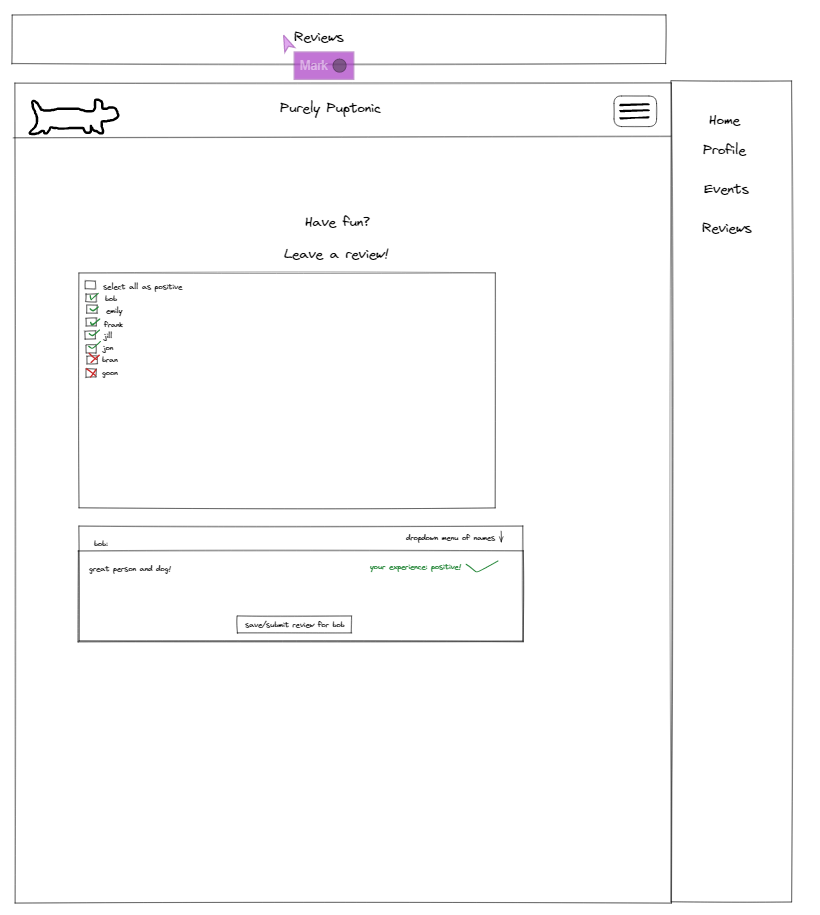 Reviews
Mark
Purely Puptonic
Home
Profile
Events
Reviews
Have fun?
Leave a review!
select all as positive
bob
emily
frank
jill
jon
bran
goon
bob:
dropdown menu of names
great person and dog!
your experience: positive!
save/submit review for bob